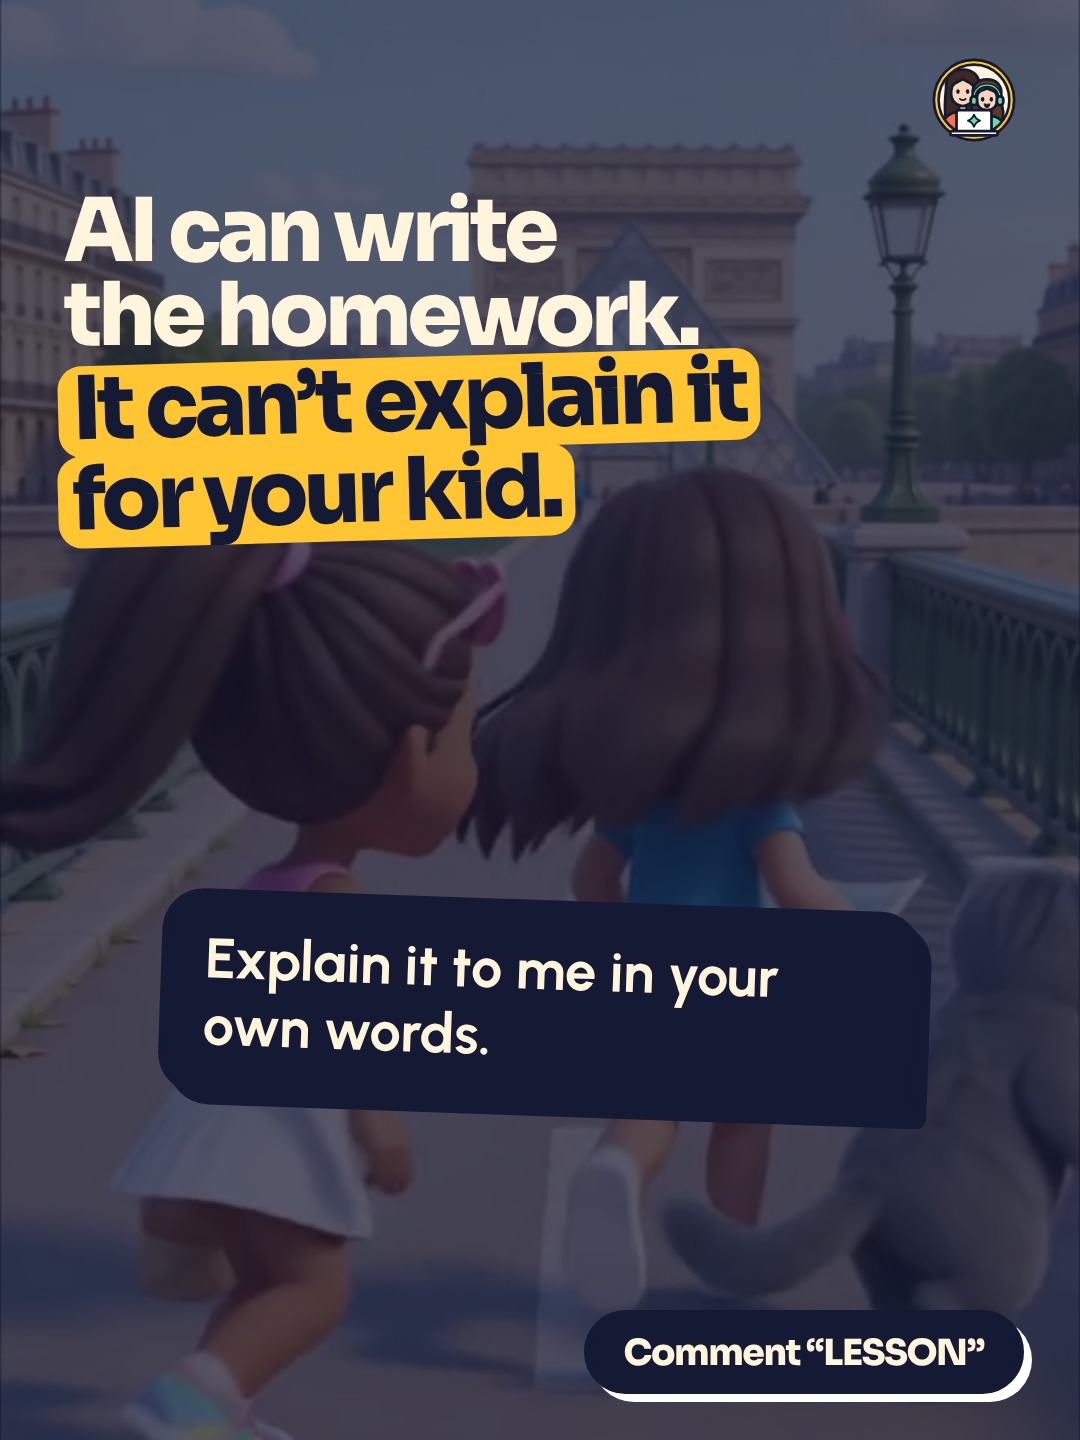 AI can write
the homework.
It can’t explain it
for your kid.
Explain it to me in your
own words.
Comment “LESSON”